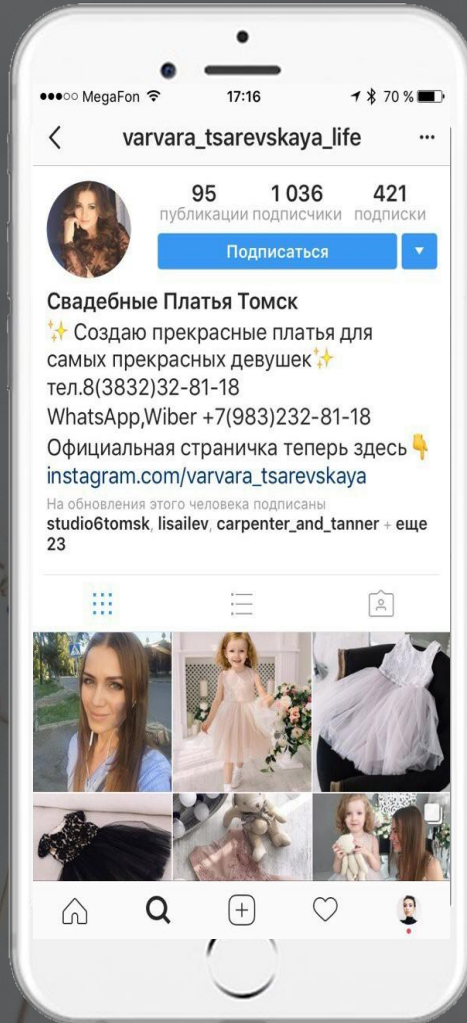 MegaFon 17:16 70 %
varvara_tsarevskaya_life
95 1 036 421
публикации подписчики подписки
Подписаться
Свадебные Платья Томск
✨ Создаю прекрасные платья для
самых прекрасных девушек✨
тел.8(3832)32-81-18
WhatsApp,Wiber +7(983)232-81-18
Официальная страничка теперь здесь👇
instagram.com/varvara_tsarevskaya
На обновления этого человека подписаны
studio6tomsk, lisailev, carpenter_and_tanner + еще
23